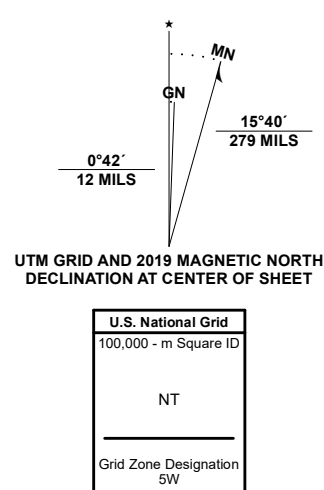 ★
MN
GN
15°40´
279 MILS
0°42´
12 MILS
UTM GRID AND 2019 MAGNETIC NORTH
DECLINATION AT CENTER OF SHEET
U.S. National Grid
100,000 - m Square ID
NT
Grid Zone Designation
5W